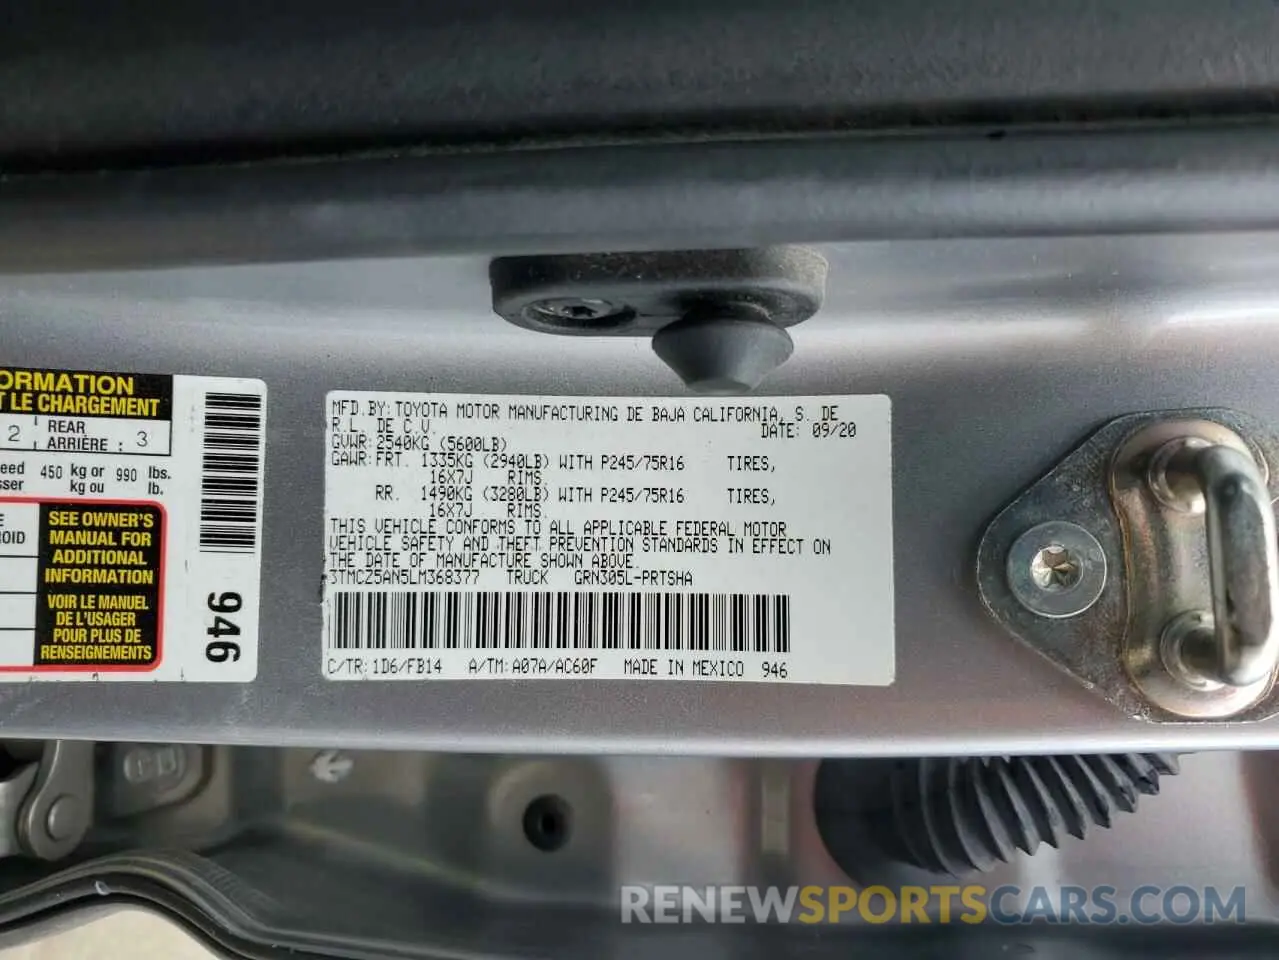 ORMATION
T LE CHARGEMENT
2 REAR ARRIÈRE : 3
eed 450 kg or 990 lbs.
sser kg ou lb.
E
ROID
SEE OWNER'S
MANUAL FOR
ADDITIONAL
INFORMATION
VOIR LE MANUEL
DE L'USAGER
POUR PLUS DE
RENSEIGNEMENTS
946
MFD.BY: TOYOTA MOTOR MANUFACTURING DE BAJA CALIFORNIA, S. DE
R.L. DE C.V. DATE: 09/20
GVWR: 2540KG (5600LB)
GAWR: FRT. 1335KG (2940LB) WITH P245/75R16 TIRES,
16X7J RIMS.
RR. 1490KG (3280LB) WITH P245/75R16 TIRES,
16X7J RIMS.
THIS VEHICLE CONFORMS TO ALL APPLICABLE FEDERAL MOTOR
VEHICLE SAFETY AND THEFT PREVENTION STANDARDS IN EFFECT ON
THE DATE OF MANUFACTURE SHOWN ABOVE.
3TMCZ5AN5LM368377 TRUCK GRN305L-PRTSHA
C/TR: 1D6/FB14 A/TM: A07A/AC60F MADE IN MEXICO 946
RENEWSPORTSCARS.COM